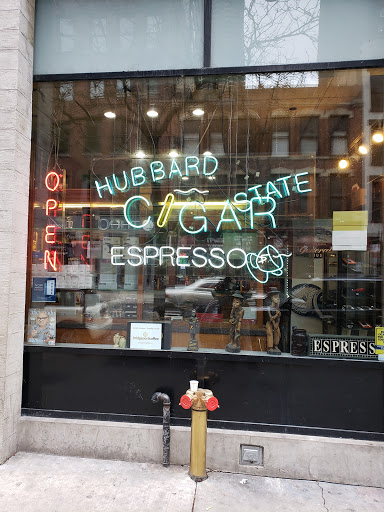 OPEN
HUBBARD STATE
CIGAR
ESPRESSO
ESPRESS